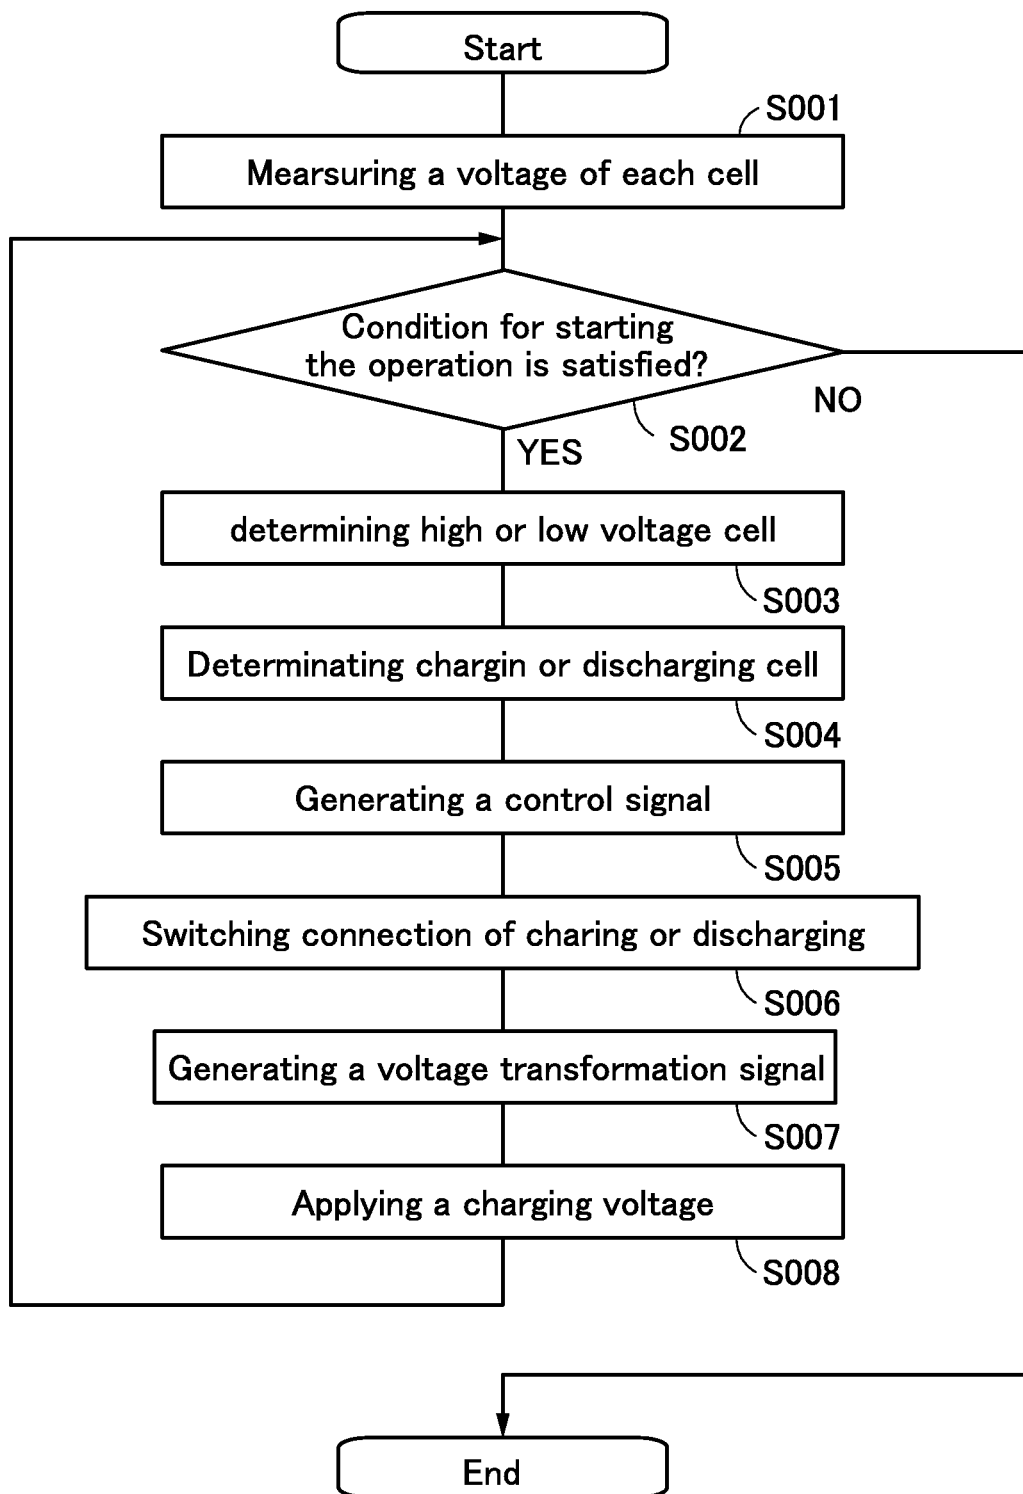 Start
S001
Mearsuring a voltage of each cell
Condition for starting
the operation is satisfied?
NO
S002
YES
determining high or low voltage cell
S003
Determinating chargin or discharging cell
S004
Generating a control signal
S005
Switching connection of charing or discharging
S006
Generating a voltage transformation signal
S007
Applying a charging voltage
S008
End